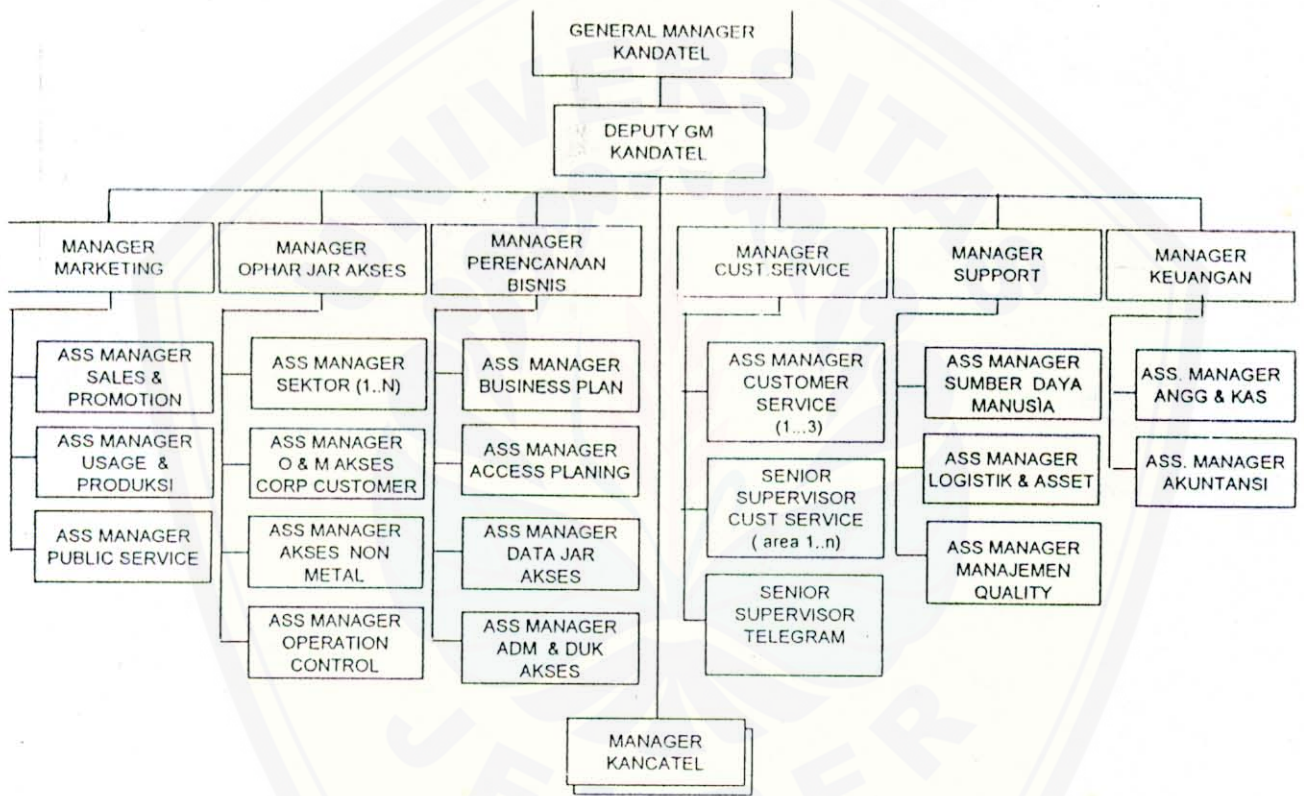 GENERAL MANAGER
KANDATEL
DEPUTY GM
KANDATEL
MANAGER
MARKETING
MANAGER
OPHAR JAR AKSES
MANAGER
PERENCANAAN
BISNIS
MANAGER
CUST.SERVICE
MANAGER
SUPPORT
MANAGER
KEUANGAN
ASS MANAGER
SALES &
PROMOTION
ASS MANAGER
USAGE &
PRODUKSI
ASS MANAGER
PUBLIC SERVICE
ASS MANAGER
SEKTOR (1..N)
ASS MANAGER
O & M AKSES
CORP CUSTOMER
ASS MANAGER
AKSES NON
METAL
ASS MANAGER
OPERATION
CONTROL
ASS MANAGER
BUSINESS PLAN
ASS MANAGER
ACCESS PLANING
ASS MANAGER
DATA JAR
AKSES
ASS MANAGER
ADM & DUK
AKSES
ASS MANAGER
CUSTOMER
SERVICE
(1...3)
SENIOR
SUPERVISOR
CUST SERVICE
( area 1..n)
SENIOR
SUPERVISOR
TELEGRAM
ASS MANAGER
SUMBER DAYA
MANUSIA
ASS MANAGER
LOGISTIK & ASSET
ASS MANAGER
MANAJEMEN
QUALITY
ASS. MANAGER
ANGG & KAS
ASS. MANAGER
AKUNTANSI
MANAGER
KANCATEL
UNIVERSITAS
JEMBER